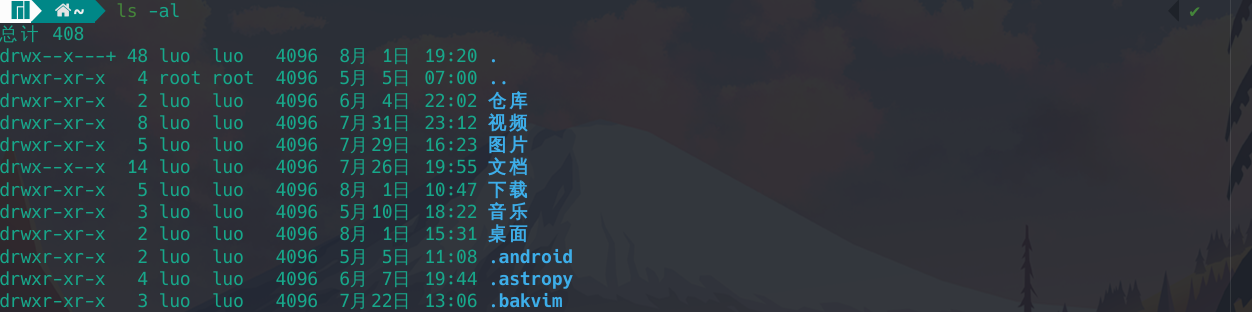 ~ ls -al ✔
总计 408
drwx--x---+ 48 luo  luo   4096  8月  1日 19:20 .
drwxr-xr-x   4 root root  4096  5月  5日 07:00 ..
drwxr-xr-x   2 luo  luo   4096  6月  4日 22:02 仓库
drwxr-xr-x   8 luo  luo   4096  7月 31日 23:12 视频
drwxr-xr-x   5 luo  luo   4096  7月 29日 16:23 图片
drwx--x--x  14 luo  luo   4096  7月 26日 19:55 文档
drwxr-xr-x   5 luo  luo   4096  8月  1日 10:47 下载
drwxr-xr-x   3 luo  luo   4096  5月 10日 18:22 音乐
drwxr-xr-x   2 luo  luo   4096  8月  1日 15:31 桌面
drwxr-xr-x   2 luo  luo   4096  5月  5日 11:08 .android
drwxr-xr-x   4 luo  luo   4096  6月  7日 19:44 .astropy
drwxr-xr-x   3 luo  luo   4096  7月 22日 13:06 .bakvim